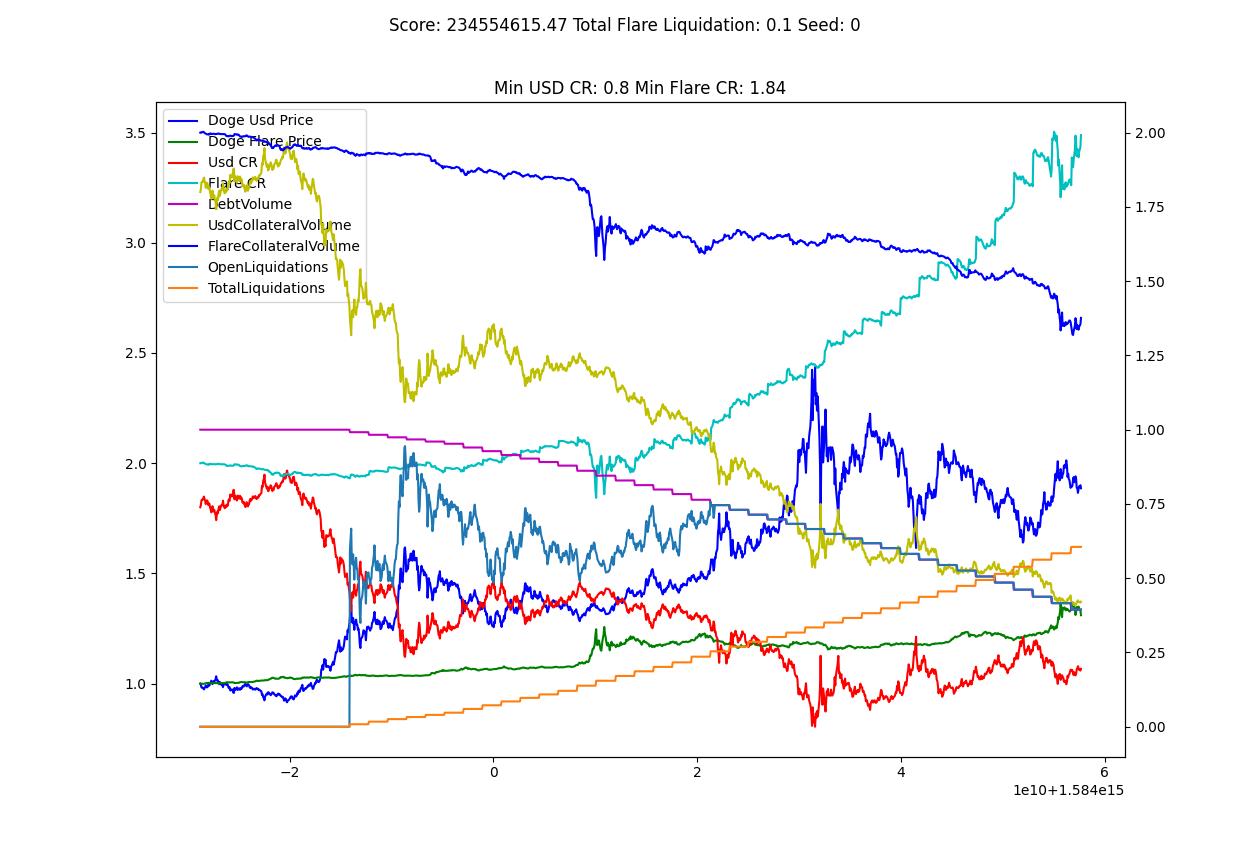 Score: 234554615.47 Total Flare Liquidation: 0.1 Seed: 0
Min USD CR: 0.8 Min Flare CR: 1.84
Doge Usd Price
Doge Flare Price
Usd CR
Flare CR
DebtVolume
UsdCollateralVolume
FlareCollateralVolume
OpenLiquidations
TotalLiquidations
3.5
3.0
2.5
2.0
1.5
1.0
2.00
1.75
1.50
1.25
1.00
0.75
0.50
0.25
0.00
−2
0
2
4
6
1e10+1.584e15